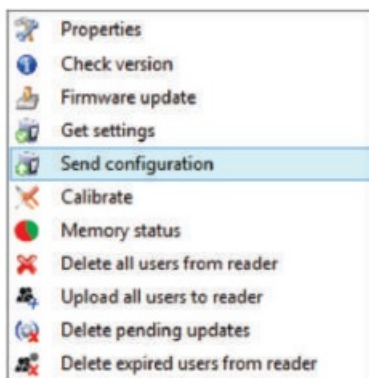 Properties
Check version
Firmware update
Get settings
Send configuration
Calibrate
Memory status
Delete all users from reader
Upload all users to reader
Delete pending updates
Delete expired users from reader